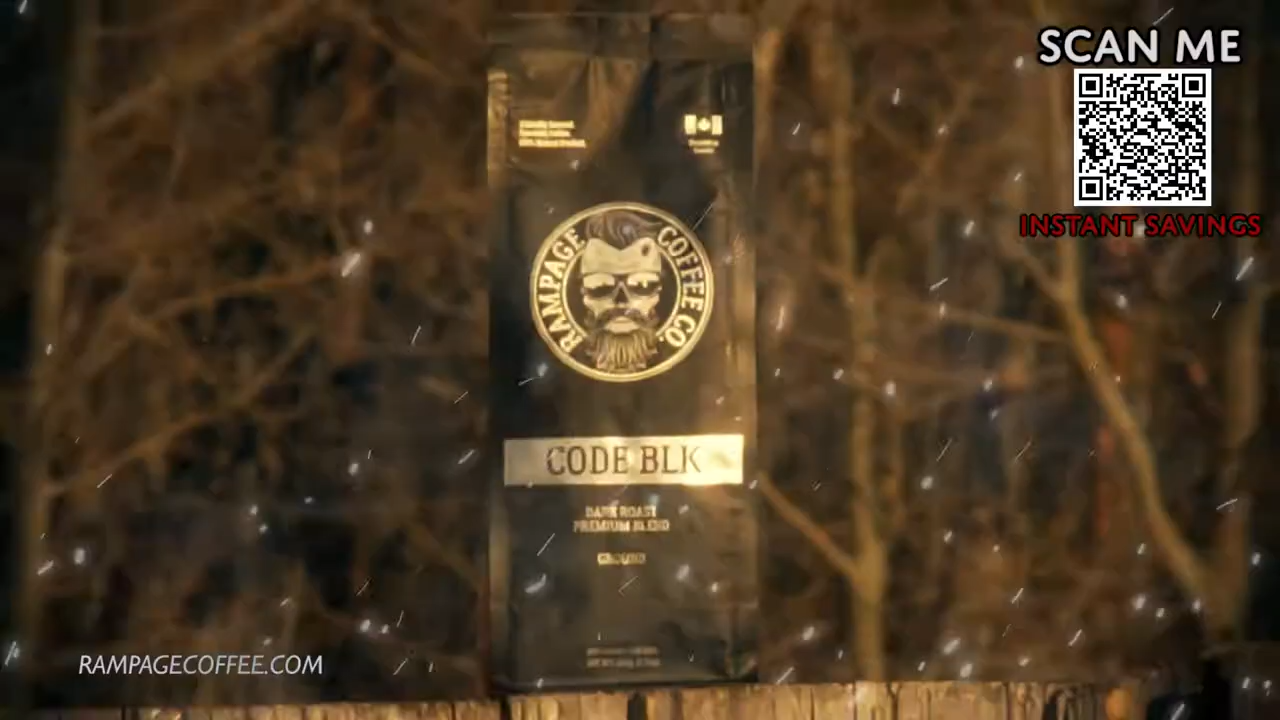 SCAN ME
INSTANT SAVINGS
RAMPAGE COFFEE CO.
CODE BLK
DARK ROAST
PREMIUM BLEND
GROUND
RAMPAGECOFFEE.COM